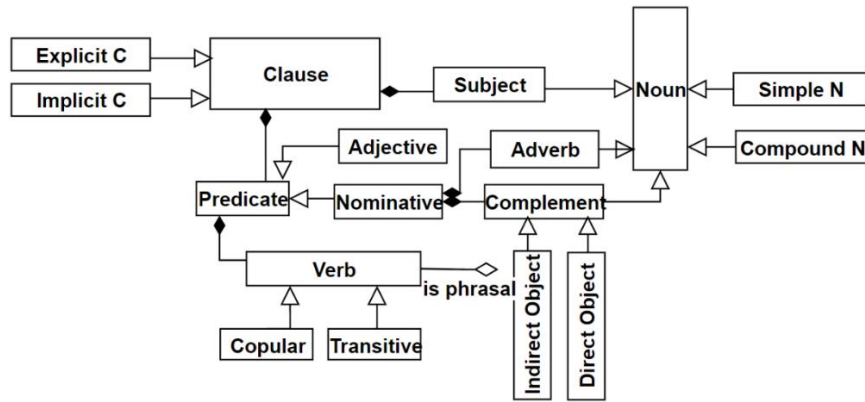 Explicit C
Implicit C
Clause
Subject
Noun
Simple N
Compound N
Adjective
Adverb
Predicate
Nominative
Complement
Verb
is phrasal
Copular
Transitive
Indirect Object
Direct Object